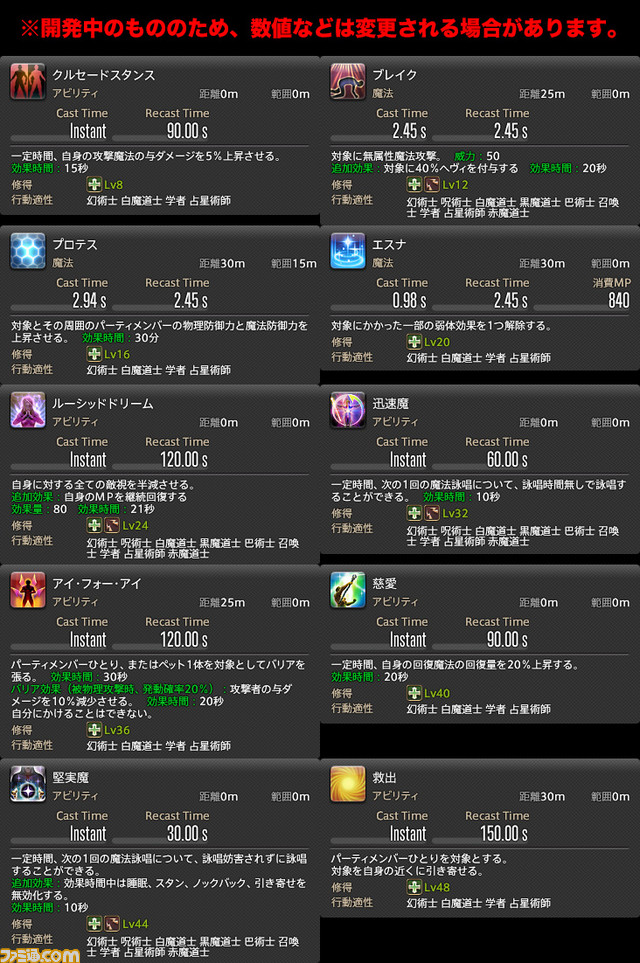 ※開発中のもののため、数値などは変更される場合があります。
クルセードスタンス
アビリティ 距離0m 範囲0m
Cast Time Recast Time
Instant 90.00s
一定時間、自身の攻撃魔法の与ダメージを5%上昇させる。
効果時間：15秒
修得 Lv8
行動適性 幻術士 白魔道士 学者 占星術師
ブレイク
魔法 距離25m 範囲0m
Cast Time Recast Time
2.45s 2.45s
対象に無属性魔法攻撃。 威力：50
追加効果：対象に40%ヘヴィを付与する 効果時間：20秒
修得 Lv12
行動適性 幻術士 呪術士 白魔道士 黒魔道士 巴術士 召喚
士 学者 占星術師 赤魔道士
プロテス
魔法 距離30m 範囲15m
Cast Time Recast Time
2.94s 2.45s
対象とその周囲のパーティメンバーの物理防御力と魔法防御力を
上昇させる。 効果時間：30分
修得 Lv16
行動適性 幻術士 白魔道士 学者 占星術師
エスナ
魔法 距離30m 範囲0m
Cast Time Recast Time 消費MP
0.98s 2.45s 840
対象にかかった一部の弱体効果を1つ解除する。
修得 Lv20
行動適性 幻術士 白魔道士 学者 占星術師
ルーシッドドリーム
アビリティ 距離0m 範囲0m
Cast Time Recast Time
Instant 120.00s
自身に対する全ての敵視を半減させる。
追加効果：自身のMPを継続回復する
効果量：80 効果時間：21秒
修得 Lv24
行動適性 幻術士 呪術士 白魔道士 黒魔道士 巴術士 召喚
士 学者 占星術師 赤魔道士
迅速魔
アビリティ 距離0m 範囲0m
Cast Time Recast Time
Instant 60.00s
一定時間、次の1回の魔法詠唱について、詠唱時間無しで詠唱す
ることができる。 効果時間：10秒
修得 Lv32
行動適性 幻術士 呪術士 白魔道士 黒魔道士 巴術士 召喚
士 学者 占星術師 赤魔道士
アイ・フォー・アイ
アビリティ 距離25m 範囲0m
Cast Time Recast Time
Instant 120.00s
パーティメンバーひとり、またはペット1体を対象としてバリアを
張る。 効果時間：30秒
バリア効果（被物理攻撃時、発動確率20%）：攻撃者の与ダ
メージを10%減少させる。 効果時間：20秒
自分にかけることはできない。
修得 Lv36
行動適性 幻術士 白魔道士 学者 占星術師
慈愛
アビリティ 距離0m 範囲0m
Cast Time Recast Time
Instant 90.00s
一定時間、自身の回復魔法の回復量を20%上昇する。
効果時間：20秒
修得 Lv40
行動適性 幻術士 白魔道士 学者 占星術師
堅実魔
アビリティ 距離0m 範囲0m
Cast Time Recast Time
Instant 30.00s
一定時間、次の1回の魔法詠唱について、詠唱妨害されずに詠唱
することができる。
追加効果：効果時間中は睡眠、スタン、ノックバック、引き寄せを
無効化する。
効果時間：10秒
修得 Lv44
行動適性 幻術士 呪術士 白魔道士 黒魔道士 巴術士 召喚
士 学者 占星術師 赤魔道士
救出
アビリティ 距離30m 範囲0m
Cast Time Recast Time
Instant 150.00s
パーティメンバーひとりを対象とする。
対象を自身の近くに引き寄せる。
修得 Lv48
行動適性 幻術士 白魔道士 学者 占星術師
ファミ通.com